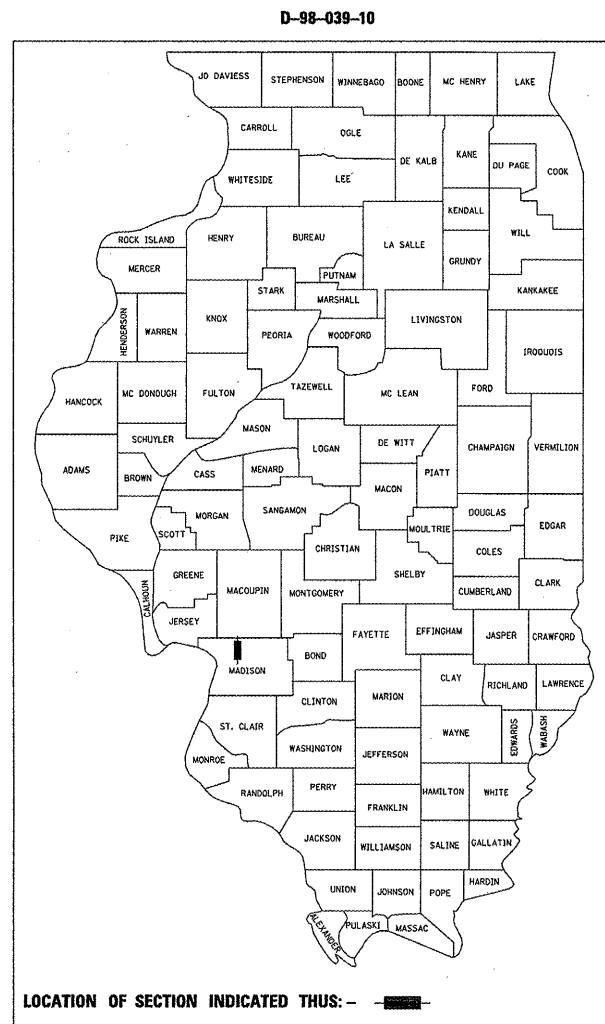 D-98-039-10
JO DAVIESS STEPHENSON WINNEBAGO BOONE MC HENRY LAKE
CARROLL OGLE DE KALB KANE DU PAGE COOK
WHITESIDE LEE
KENDALL WILL
ROCK ISLAND HENRY BUREAU LA SALLE
MERCER PUTNAM GRUNDY
STARK MARSHALL KANKAKEE
HENDERSON WARREN KNOX PEORIA WOODFORD LIVINGSTON IROQUOIS
HANCOCK MC DONOUGH FULTON TAZEWELL MC LEAN FORD
MASON
SCHUYLER LOGAN DE WITT CHAMPAIGN VERMILION
ADAMS BROWN CASS MENARD PIATT
MACON
MORGAN SANGAMON DOUGLAS
PIKE SCOTT CHRISTIAN MOULTRIE COLES EDGAR
GREENE MACOUPIN MONTGOMERY SHELBY CUMBERLAND CLARK
CALHOUN JERSEY
FAYETTE EFFINGHAM JASPER CRAWFORD
MADISON BOND
CLAY RICHLAND LAWRENCE
CLINTON MARION
ST. CLAIR WAYNE EDWARDS WABASH
WASHINGTON JEFFERSON
MONROE
RANDOLPH PERRY HAMILTON WHITE
FRANKLIN
JACKSON WILLIAMSON SALINE GALLATIN
UNION JOHNSON POPE HARDIN
ALEXANDER PULASKI MASSAC
LOCATION OF SECTION INDICATED THUS: -